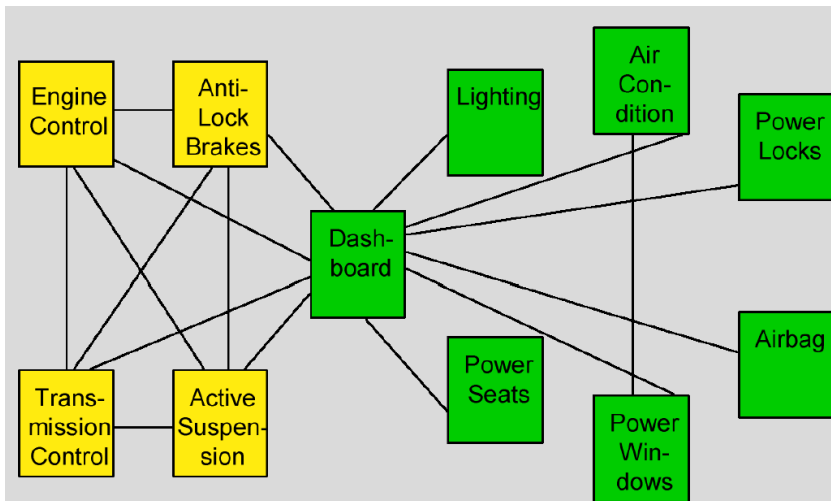 Engine
Control
Anti-
Lock
Brakes
Lighting
Air
Con-
dition
Power
Locks
Dash-
board
Trans-
mission
Control
Active
Suspen-
sion
Power
Seats
Power
Win-
dows
Airbag